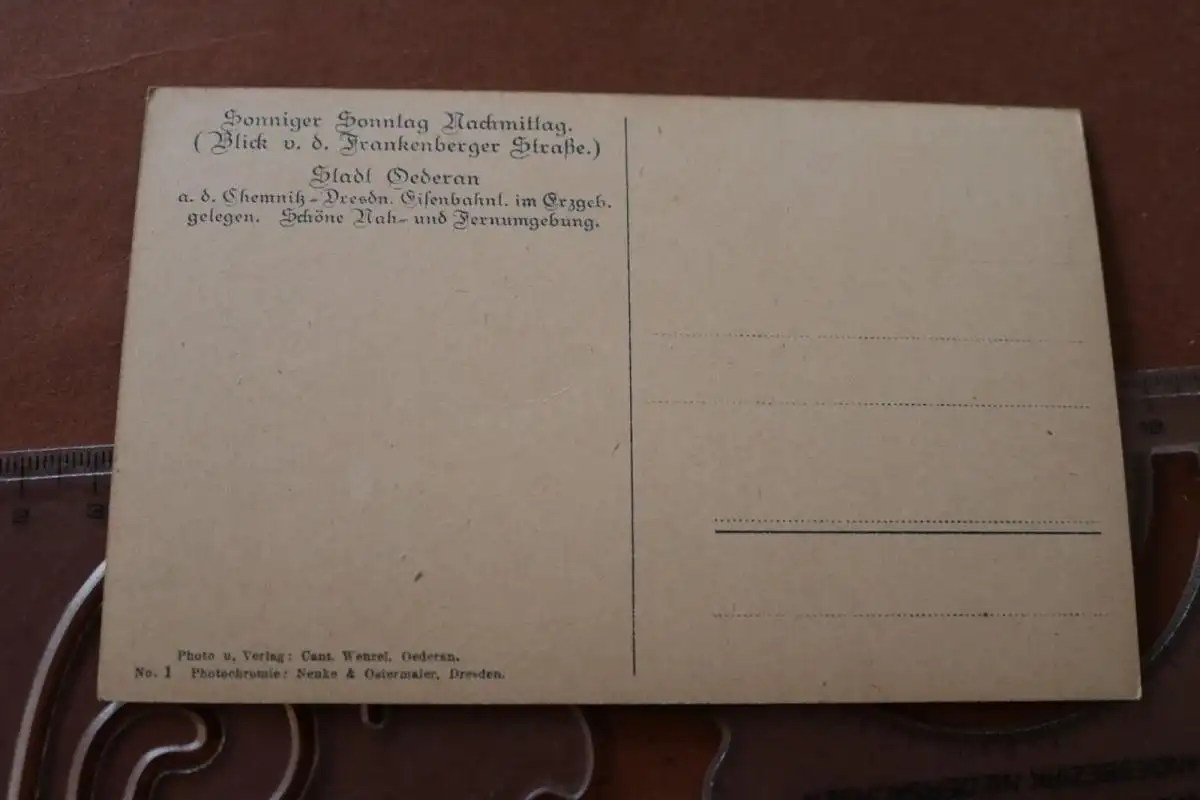 Sonniger Sonntag Nachmittag.
( Blick v. d. Frankenberger Straße.)
Stadt Oederan
a. d. Chemnitz-Dresdn. Eisenbahnl. im Erzgeb.
gelegen. Schöne Nah- und Fernumgebung.
Photo u. Verlag: Cant. Wenzel, Oederan.
No. 1 Photochromie: Nenke & Ostermaier, Dresden.